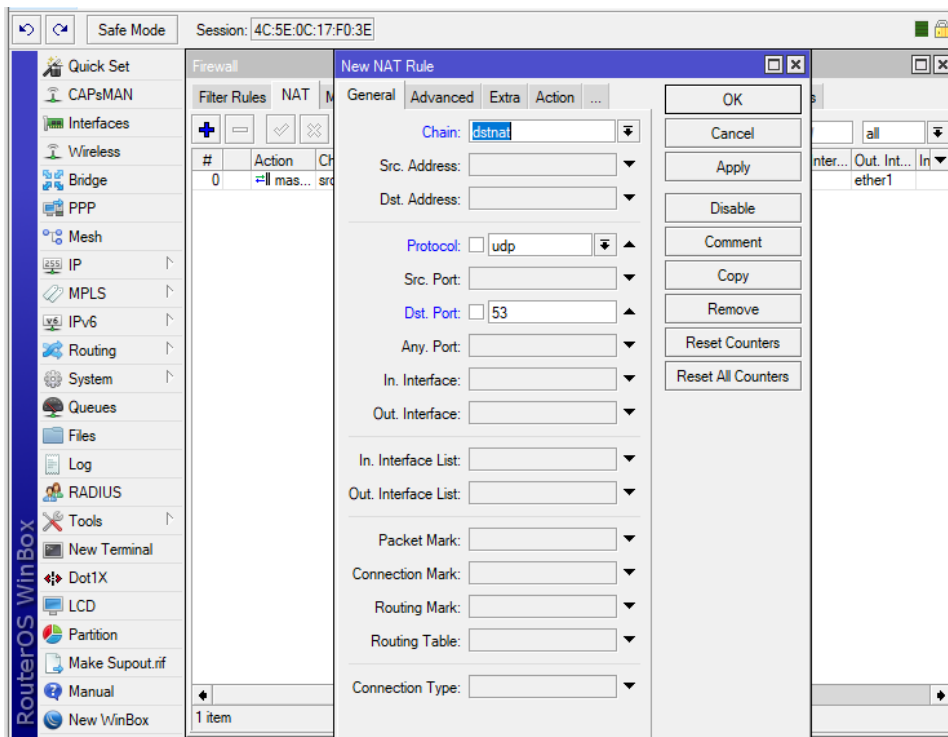 Safe Mode Session: 4C:5E:0C:17:F0:3E
Quick Set
CAPsMAN
Interfaces
Wireless
Bridge
PPP
Mesh
IP
MPLS
IPv6
Routing
System
Queues
Files
Log
RADIUS
Tools
New Terminal
Dot1X
LCD
Partition
Make Supout.rif
Manual
New WinBox
RouterOS WinBox
Firewall
Filter Rules NAT
all
# Action Ch Out. Int... In
0 mas... src ether1
1 item
New NAT Rule
General Advanced Extra Action ...
Chain: dstnat
Src. Address:
Dst. Address:
Protocol: udp
Src. Port:
Dst. Port: 53
Any. Port:
In. Interface:
Out. Interface:
In. Interface List:
Out. Interface List:
Packet Mark:
Connection Mark:
Routing Mark:
Routing Table:
Connection Type:
OK
Cancel
Apply
Disable
Comment
Copy
Remove
Reset Counters
Reset All Counters